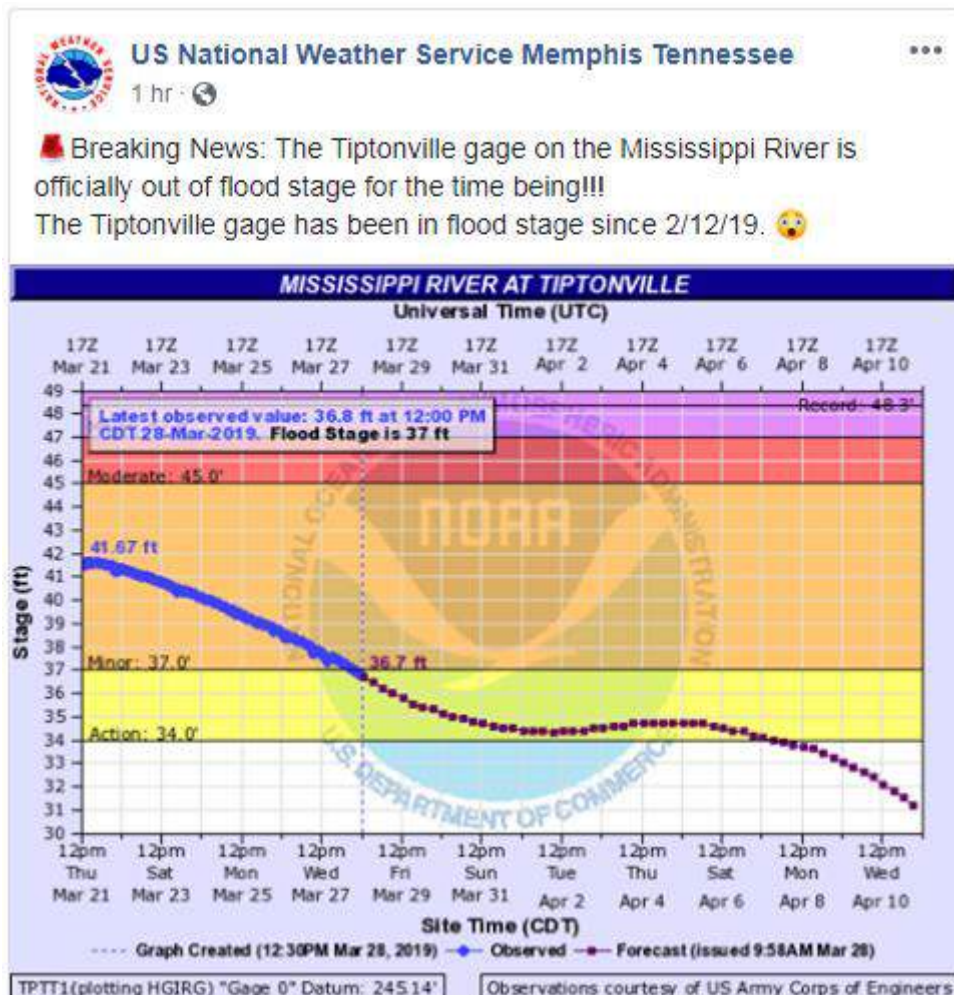 US National Weather Service Memphis Tennessee
1 hr ·
Breaking News: The Tiptonville gage on the Mississippi River is
officially out of flood stage for the time being!!!
The Tiptonville gage has been in flood stage since 2/12/19.
MISSISSIPPI RIVER AT TIPTONVILLE
Universal Time (UTC)
17Z 17Z 17Z 17Z 17Z 17Z 17Z 17Z 17Z 17Z 17Z
Mar 21 Mar 23 Mar 25 Mar 27 Mar 29 Mar 31 Apr 2 Apr 4 Apr 6 Apr 8 Apr 10
49
48
47
46
45
44
43
42
41
40
39
38
37
36
35
34
33
32
31
30
Stage (ft)
Latest observed value: 36.8 ft at 12:00 PM
CDT 28-Mar-2019. Flood Stage is 37 ft
Record: 48.3'
Moderate: 45.0'
41.67 ft
Minor: 37.0'
36.7 ft
Action: 34.0'
NOAA
U.S. DEPARTMENT OF COMMERCE
12pm 12pm 12pm 12pm 12pm 12pm 12pm 12pm 12pm 12pm 12pm
Thu Sat Mon Wed Fri Sun Tue Thu Sat Mon Wed
Mar 21 Mar 23 Mar 25 Mar 27 Mar 29 Mar 31 Apr 2 Apr 4 Apr 6 Apr 8 Apr 10
Site Time (CDT)
Graph Created (12:30PM Mar 28, 2019) Observed Forecast (issued 9:58AM Mar 28)
TPTT1(plotting HGIRG) "Gage 0" Datum: 245.14' Observations courtesy of US Army Corps of Engineers